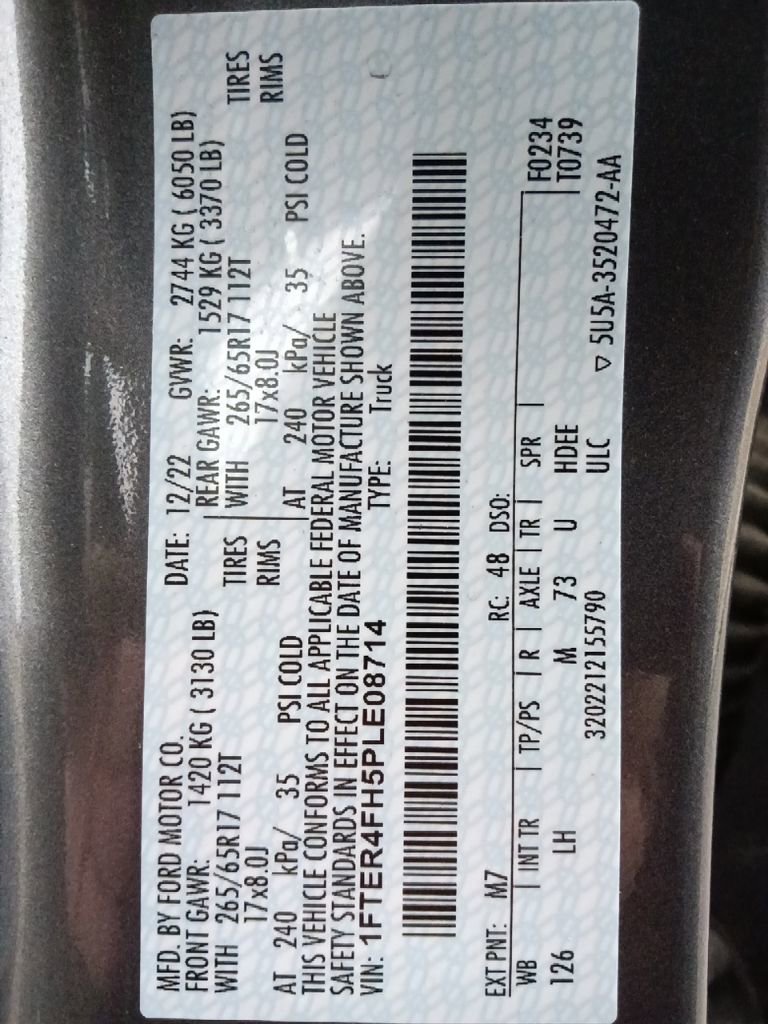 MFD. BY FORD MOTOR CO. DATE: 12/22 GVWR: 2744 KG ( 6050 LB)
FRONT GAWR: 1420 KG ( 3130 LB) REAR GAWR: 1529 KG ( 3370 LB)
WITH 265/65R17 112T TIRES WITH 265/65R17 112T TIRES
17x8.0J RIMS 17x8.0J RIMS
AT 240 kPa/ 35 PSI COLD AT 240 kPa/ 35 PSI COLD
THIS VEHICLE CONFORMS TO ALL APPLICABLE FEDERAL MOTOR VEHICLE
SAFETY STANDARDS IN EFFECT ON THE DATE OF MANUFACTURE SHOWN ABOVE.
VIN: 1FTER4FH5PLE08714 TYPE: Truck
EXT PNT: M7 RC: 48 DSO:
WB INT TR TP/PS R AXLE TR SPR F0234
126 LH M 73 U HDEE T0739
3202212155790 ULC ▽ 5U5A-3520472-AA